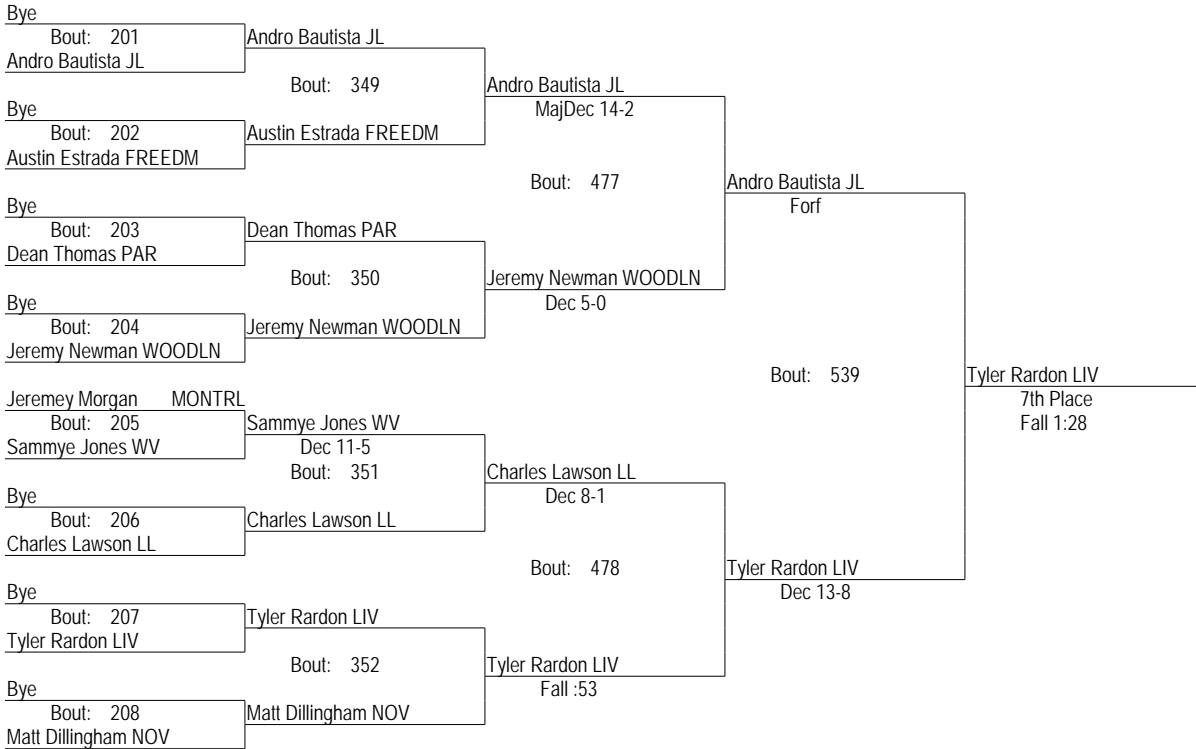 Bye
Bout: 201
Andro Bautista JL
Bye
Bout: 202
Austin Estrada FREEDM
Bye
Bout: 203
Dean Thomas PAR
Bye
Bout: 204
Jeremy Newman WOODLN
Jeremey Morgan MONTRL
Bout: 205
Sammye Jones WV
Bye
Bout: 206
Charles Lawson LL
Bye
Bout: 207
Tyler Rardon LIV
Bye
Bout: 208
Matt Dillingham NOV
Andro Bautista JL
Bout: 349
Austin Estrada FREEDM
Dean Thomas PAR
Bout: 350
Jeremy Newman WOODLN
Sammye Jones WV
Dec 11-5
Bout: 351
Charles Lawson LL
Tyler Rardon LIV
Bout: 352
Matt Dillingham NOV
Andro Bautista JL
MajDec 14-2
Bout: 477
Jeremy Newman WOODLN
Dec 5-0
Charles Lawson LL
Dec 8-1
Bout: 478
Tyler Rardon LIV
Fall :53
Andro Bautista JL
Forf
Bout: 539
Tyler Rardon LIV
Dec 13-8
Tyler Rardon LIV
7th Place
Fall 1:28